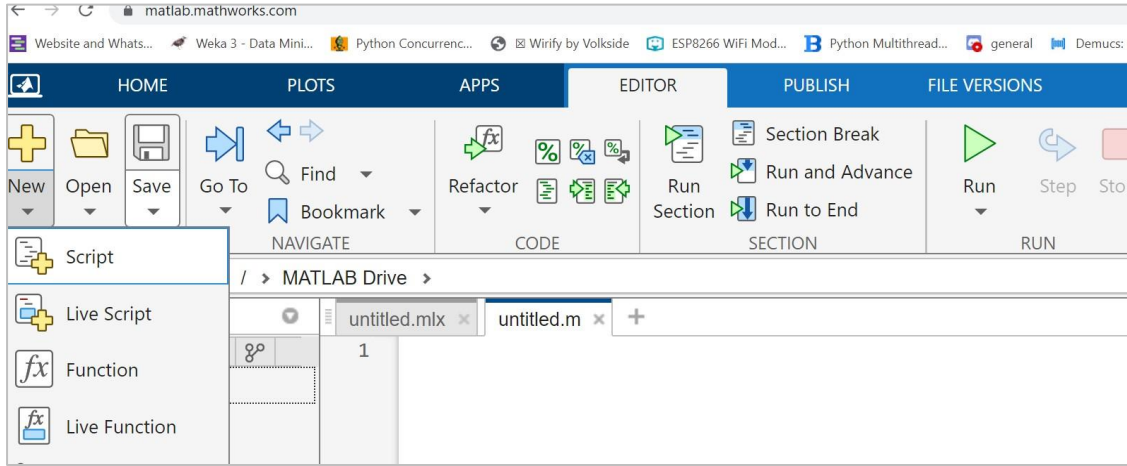 matlab.mathworks.com
Website and Whats... Weka 3 - Data Mini... Python Concurrenc... Wirify by Volkside ESP8266 WiFi Mod... Python Multithread... general Demucs:
HOME PLOTS APPS EDITOR PUBLISH FILE VERSIONS
New Open Save Go To Find Bookmark Refactor Run Section Section Break Run and Advance Run to End Run Step Sto
NAVIGATE CODE SECTION RUN
Script
/ > MATLAB Drive >
Live Script
untitled.mlx × untitled.m × +
1
fx Function
fx Live Function